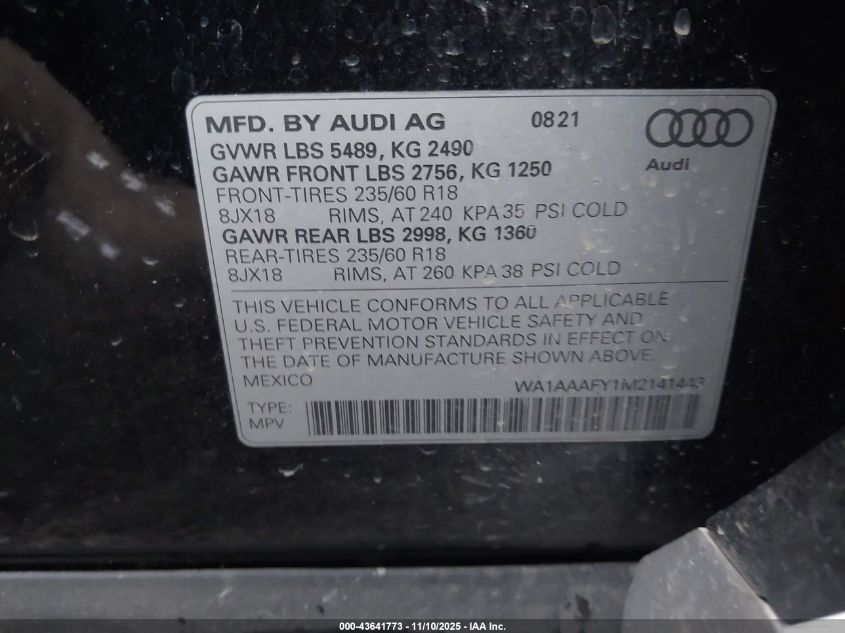 MFD. BY AUDI AG 0821
GVWR LBS 5489, KG 2490
GAWR FRONT LBS 2756, KG 1250
FRONT-TIRES 235/60 R18
8JX18 RIMS, AT 240 KPA 35 PSI COLD
GAWR REAR LBS 2998, KG 1360
REAR-TIRES 235/60 R18
8JX18 RIMS, AT 260 KPA 38 PSI COLD
Audi
THIS VEHICLE CONFORMS TO ALL APPLICABLE
U.S. FEDERAL MOTOR VEHICLE SAFETY AND
THEFT PREVENTION STANDARDS IN EFFECT ON
THE DATE OF MANUFACTURE SHOWN ABOVE.
MEXICO WA1AAAFY1M2141443
TYPE:
MPV
000-43641773 - 11/10/2025 - IAA Inc.